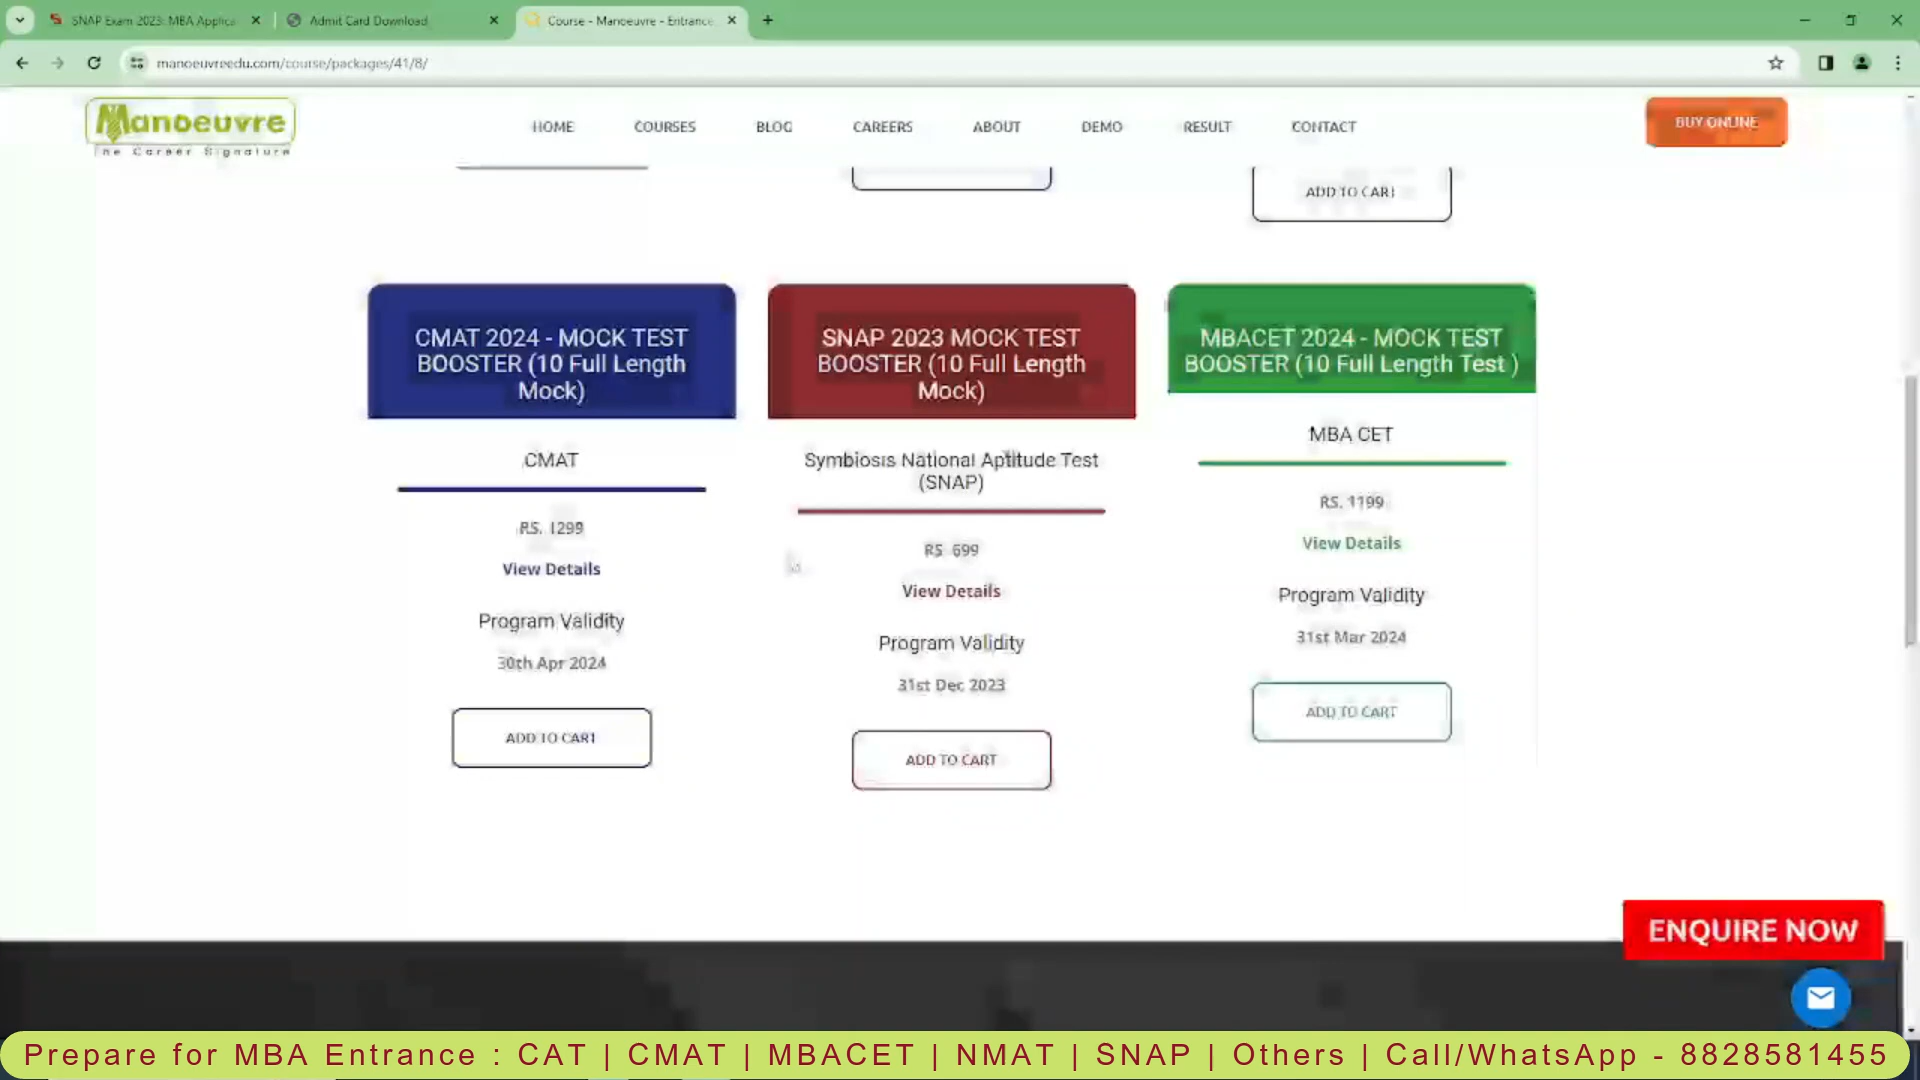 SNAP Exam 2023: MBA Applica
Admit Card Download
Course - Manoeuvre - Entrance
manoeuvreedu.com/course/packages/41/8/
Manoeuvre
The Career Signature
HOME
COURSES
BLOG
CAREERS
ABOUT
DEMO
RESULT
CONTACT
BUY ONLINE
ADD TO CART
CMAT 2024 - MOCK TEST
BOOSTER (10 Full Length
Mock)
CMAT
RS. 1299
View Details
Program Validity
30th Apr 2024
ADD TO CART
SNAP 2023 MOCK TEST
BOOSTER (10 Full Length
Mock)
Symbiosis National Aptitude Test
(SNAP)
RS. 699
View Details
Program Validity
31st Dec 2023
ADD TO CART
MBACET 2024 - MOCK TEST
BOOSTER (10 Full Length Test )
MBA CET
RS. 1199
View Details
Program Validity
31st Mar 2024
ADD TO CART
ENQUIRE NOW
Prepare for MBA Entrance : CAT | CMAT | MBACET | NMAT | SNAP | Others | Call/WhatsApp - 8828581455